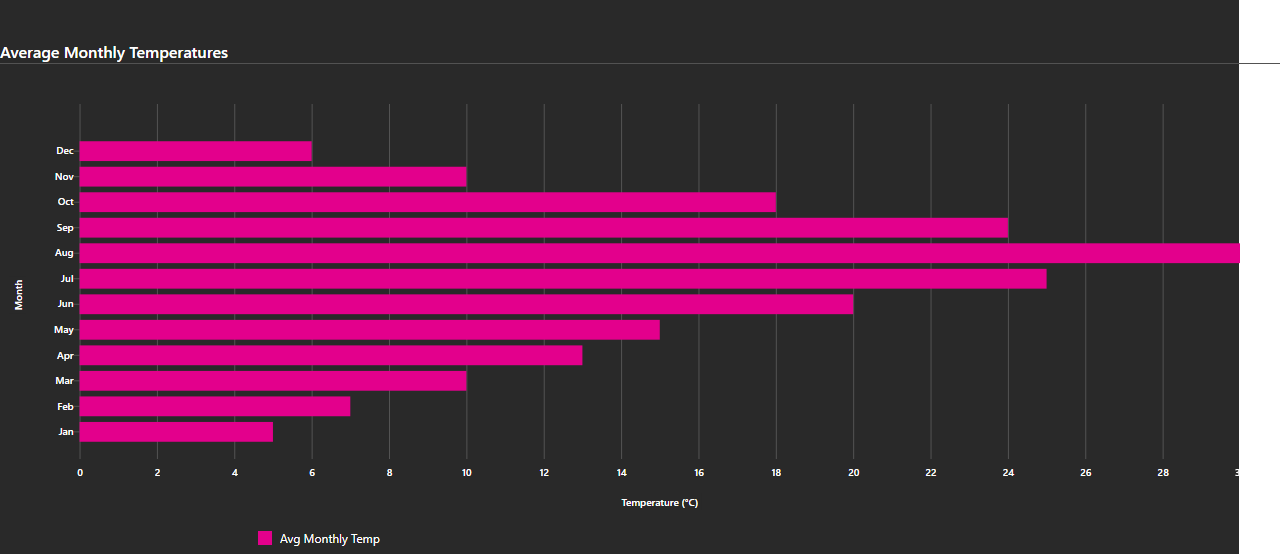 Average Monthly Temperatures
Dec
Nov
Oct
Sep
Aug
Jul
Jun
May
Apr
Mar
Feb
Jan
Month
0 2 4 6 8 10 12 14 16 18 20 22 24 26 28
Temperature (°C)
Avg Monthly Temp